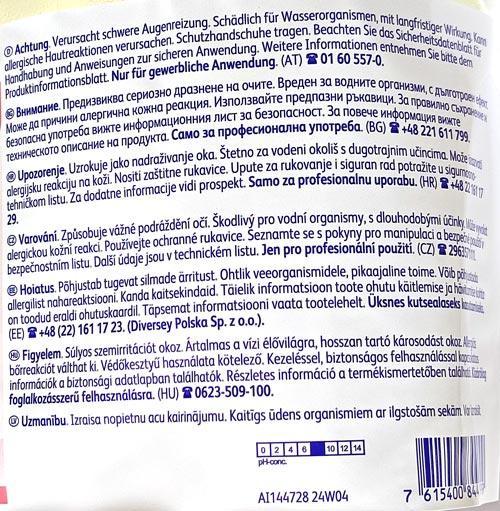 Achtung. Verursacht schwere Augenreizung. Schädlich für Wasserorganismen, mit langfristiger Wirkung. Kann
allergische Hautreaktionen verursachen. Schutzhandschuhe tragen. Beachten Sie das Sicherheitsdatenblatt für
Handhabung und Anweisungen zur sicheren Anwendung. Weitere Informationen entnehmen Sie bitte dem
Produktinformationsblatt. Nur für gewerbliche Anwendung. (AT) ☎ 01 60 557-0.
Внимание. Предизвиква сериозно дразнене на очите. Вреден за водните организми, с дълготраен ефект.
Може да причини алергична кожна реакция. Използвайте предпазни ръкавици. За правилно съхранение
безопасна употреба вижте информационния лист за безопасност. За повече информация вижте
техническото описание на продукта. Само за професионална употреба. (BG) ☎ +48 221 611 799.
Upozorenje. Uzrokuje jako nadraživanje oka. Štetno za vodeni okoliš s dugotrajnim učincima. Može
alergijsku reakciju na koži. Nositi zaštitne rukavice. Upute za rukovanje i siguran rad potražite u sigurnosno
tehničkom listu. Za dodatne informacije vidi prospekt. Samo za profesionalnu uporabu. (HR) ☎ +48 22 161 17
29.
CZ Varování. Způsobuje vážné podráždění očí. Škodlivý pro vodní organismy, s dlouhodobými účinky.
alergickou kožní reakci. Používejte ochranné rukavice. Seznamte se s pokyny pro manipulaci a bezpečné
bezpečnostním listu. Další údaje jsou v technickém listu. Jen pro profesionální použití. (CZ) ☎
Hoiatus. Põhjustab tugevat silmade ärritust. Ohtlik veeorganismidele, pikaajaline toime. Võib
allergilist nahareaktsiooni. Kanda kaitsekindaid. Täielik informatsioon toote ohutu käitlemise ja
on toodud eraldi ohutuskaardil. Täpsemat informatsiooni vaata tootelehelt. Üksnes kutsealaseks
(EE) ☎ +48 (22) 161 17 23. (Diversey Polska Sp. z o.o.).
HU Figyelem. Súlyos szemirritációt okoz. Ártalmas a vízi élővilágra, hosszan tartó károsodást okoz.
bőrreakciót válthat ki. Védőkesztyű használata kötelező. Kezeléssel, biztonságos felhasználással
információk a biztonsági adatlapban találhatók. Részletes információ a termékismertetőben
foglalkozásszerű felhasználásra. (HU) ☎ 0623-509-100.
Uzmanību. Izraisa nopietnu acu kairinājumu. Kaitīgs ūdens organismiem ar ilgstošām sekām.
0 2 4 6 10 12 14
pH-conc.
AI144728 24W04
7 615400